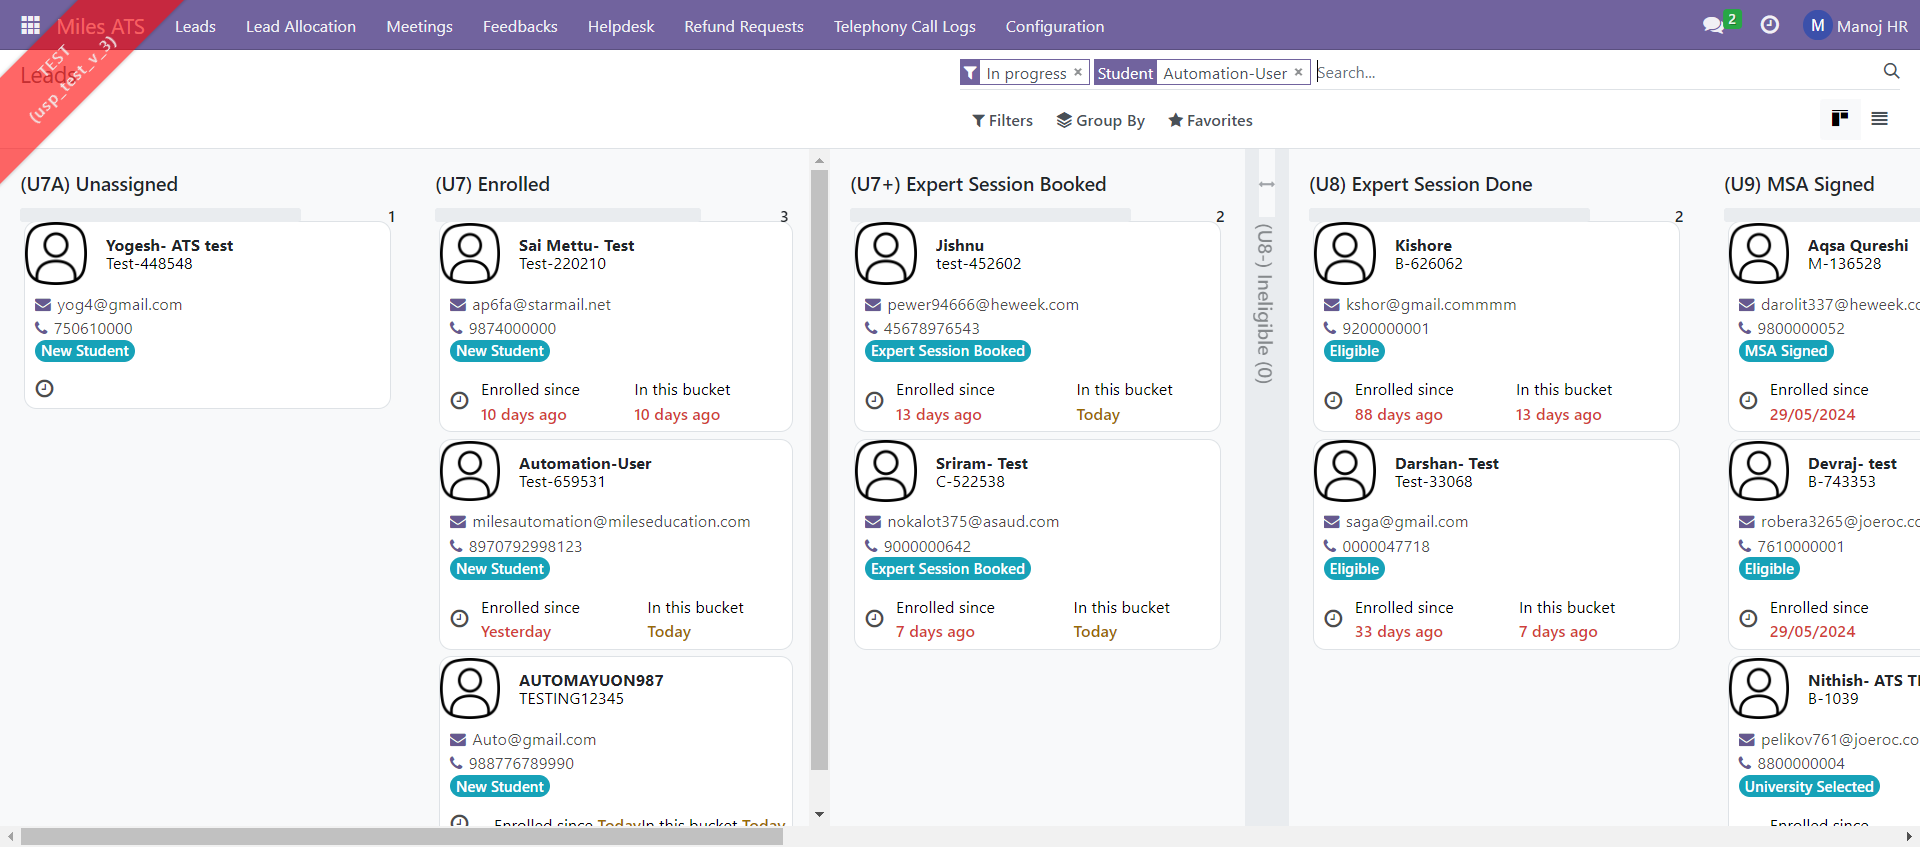 Miles ATS
Leads
Lead Allocation
Meetings
Feedbacks
Helpdesk
Refund Requests
Telephony Call Logs
Configuration
2
M
Manoj HR
TEST
(usp_test_v_3)
Leads
In progress ×
Student Automation-User ×
Search...
Filters
Group By
Favorites
(U7A) Unassigned
1
Yogesh- ATS test
Test-448548
yog4@gmail.com
750610000
New Student
(U7) Enrolled
3
Sai Mettu- Test
Test-220210
ap6fa@starmail.net
9874000000
New Student
Enrolled since In this bucket
10 days ago 10 days ago
Automation-User
Test-659531
milesautomation@mileseducation.com
8970792998123
New Student
Enrolled since In this bucket
Yesterday Today
AUTOMAYUON987
TESTING12345
Auto@gmail.com
988776789990
New Student
Enrolled since TodayIn this bucket Today
(U7+) Expert Session Booked
2
Jishnu
test-452602
pewer94666@heweek.com
45678976543
Expert Session Booked
Enrolled since In this bucket
13 days ago Today
Sriram- Test
C-522538
nokalot375@asaud.com
9000000642
Expert Session Booked
Enrolled since In this bucket
7 days ago Today
(U8-) Ineligible (0)
(U8) Expert Session Done
2
Kishore
B-626062
kshor@gmail.commmm
9200000001
Eligible
Enrolled since In this bucket
88 days ago 13 days ago
Darshan- Test
Test-33068
saga@gmail.com
0000047718
Eligible
Enrolled since In this bucket
33 days ago 7 days ago
(U9) MSA Signed
Aqsa Qureshi
M-136528
darolit337@heweek.co
9800000052
MSA Signed
Enrolled since
29/05/2024
Devraj- test
B-743353
robera3265@joeroc.co
7610000001
Eligible
Enrolled since
29/05/2024
Nithish- ATS
B-1039
pelikov761@joeroc.co
8800000004
University Selected
Enrolled since